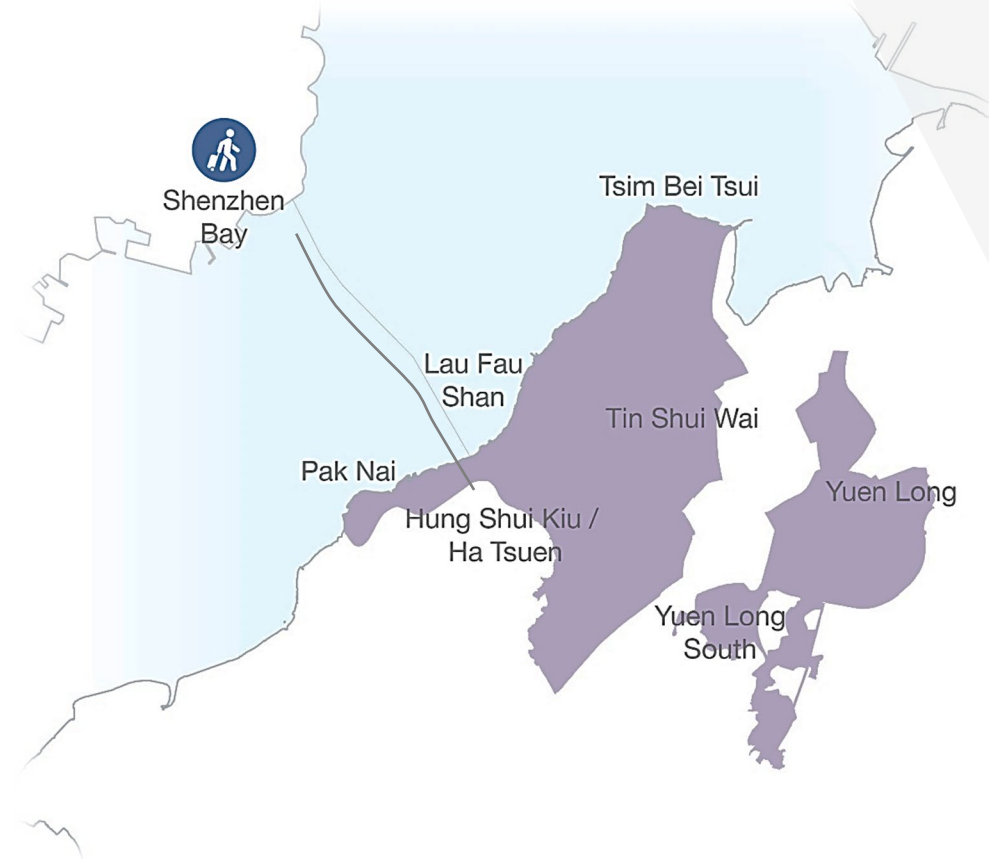 Shenzhen
Bay
Tsim Bei Tsui
Lau Fau
Shan
Tin Shui Wai
Pak Nai
Yuen Long
Hung Shui Kiu /
Ha Tsuen
Yuen Long
South